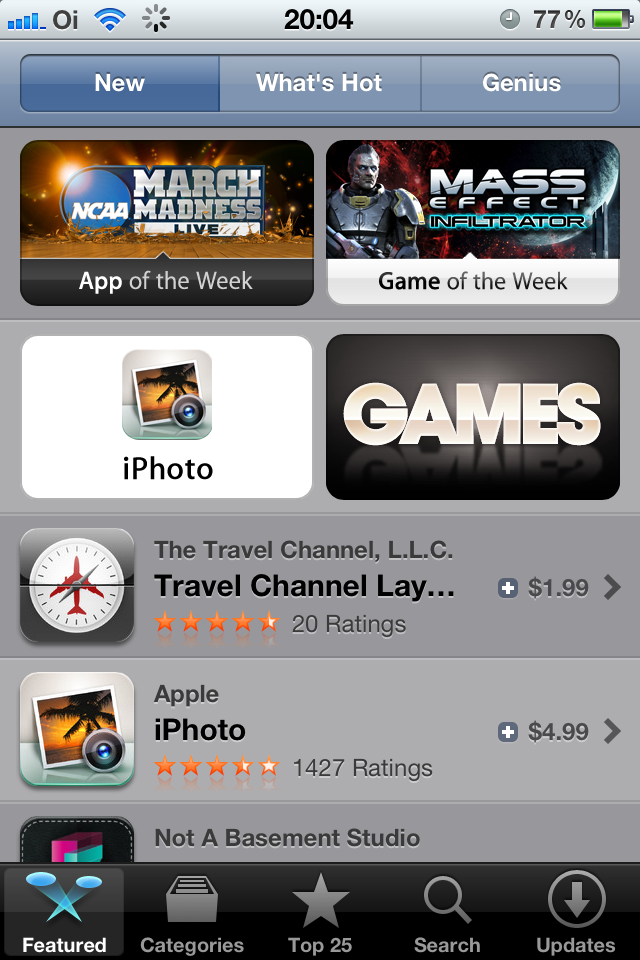 Oi 20:04 77%
New What's Hot Genius
NCAA MARCH
MADNESS
LIVE
App of the Week
MASS
EFFECT
INFILTRATOR
Game of the Week
iPhoto
GAMES
The Travel Channel, L.L.C.
Travel Channel Lay... $1.99
20 Ratings
Apple
iPhoto $4.99
1427 Ratings
Not A Basement Studio
Featured Categories Top 25 Search Updates